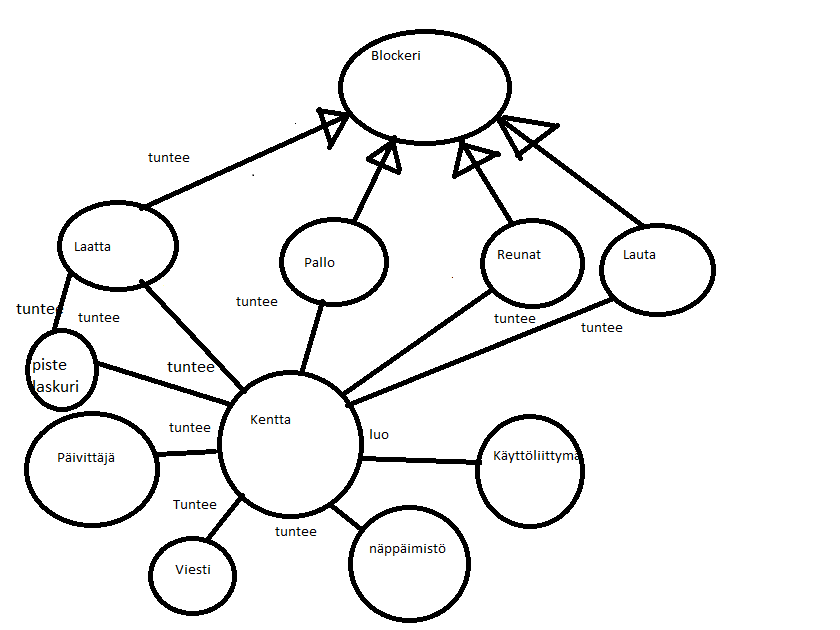 Blockeri
tuntee
Laatta
Pallo
Reunat
Lauta
tuntee
tuntee
tuntee
tuntee
tuntee
piste
laskuri
tuntee
Kentta
tuntee
luo
Päivittäjä
Käyttöliittymä
Tuntee
tuntee
näppäimistö
Viesti